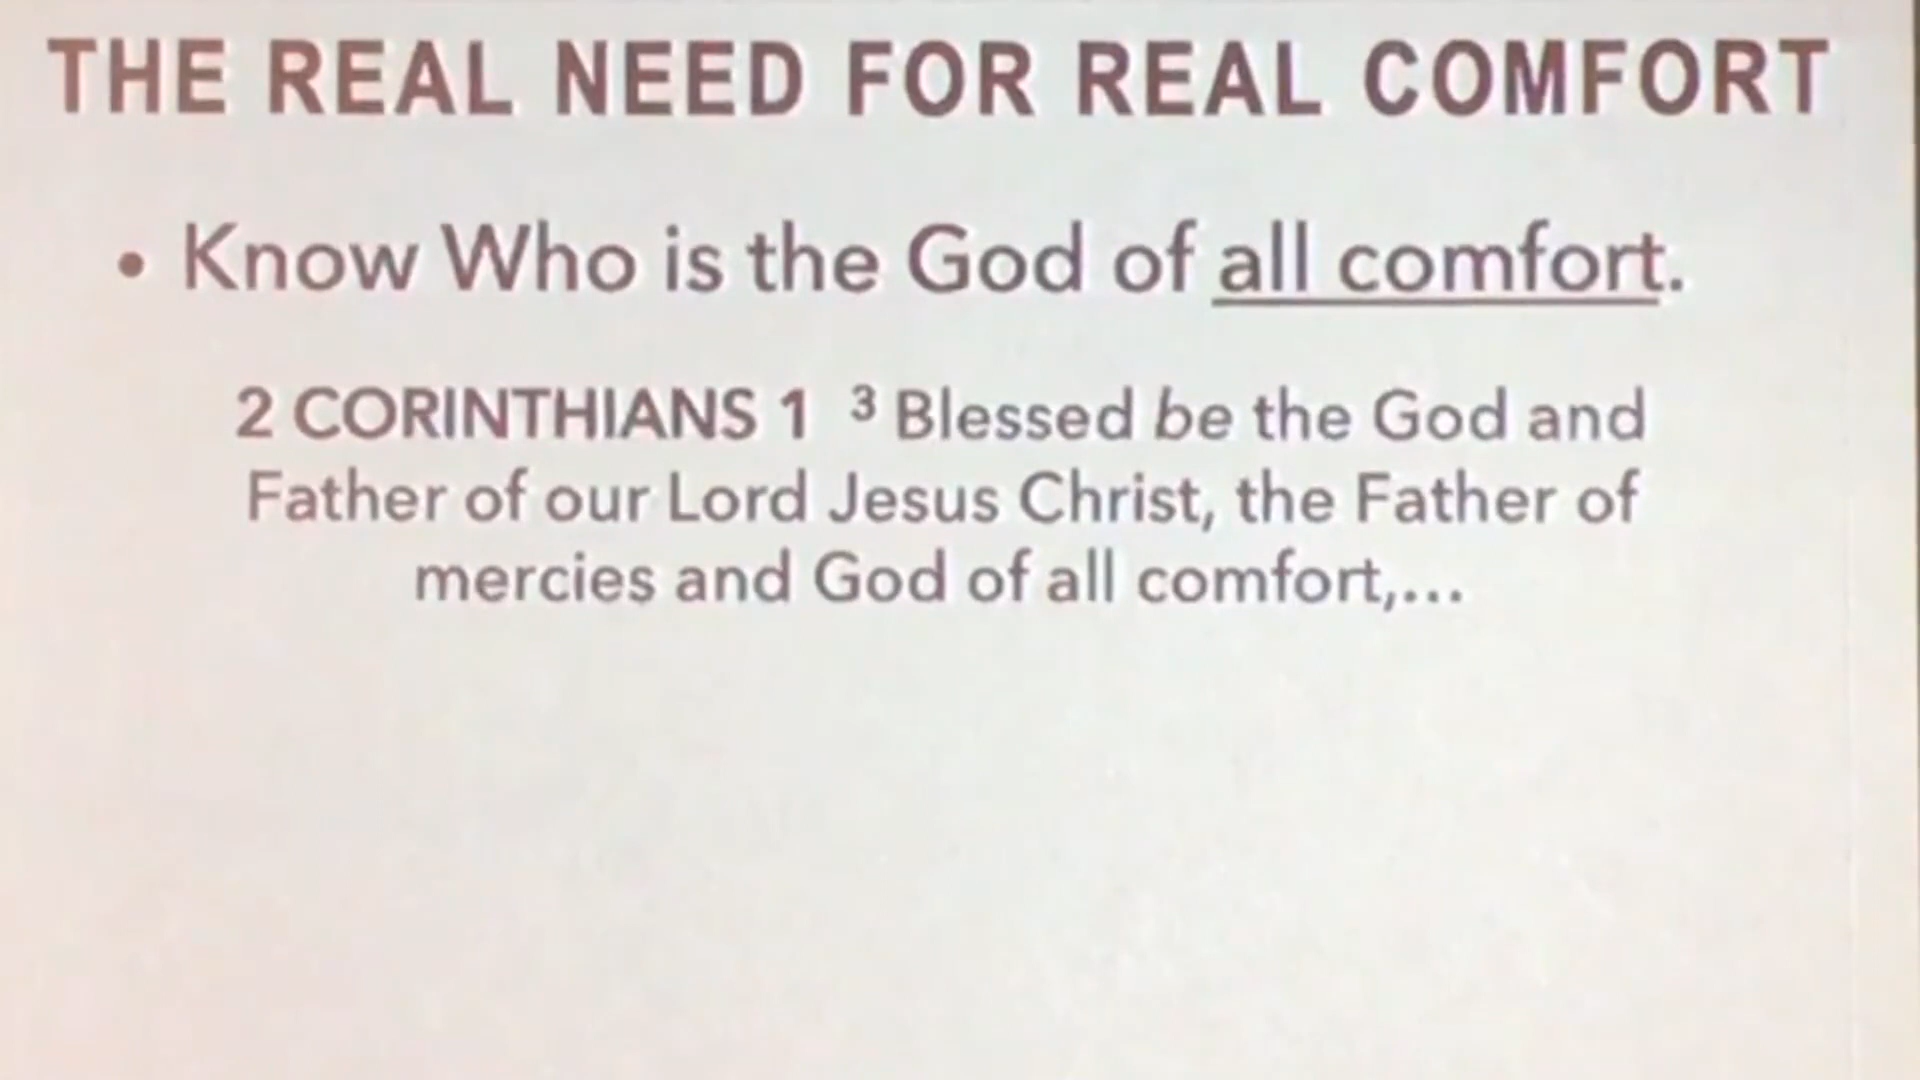 THE REAL NEED FOR REAL COMFORT
• Know Who is the God of all comfort.
2 CORINTHIANS 1 ³ Blessed be the God and
Father of our Lord Jesus Christ, the Father of
mercies and God of all comfort,...